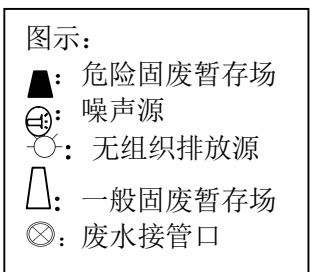 图示：
：危险固废暂存场
：噪声源
：无组织排放源
：一般固废暂存场
：废水接管口